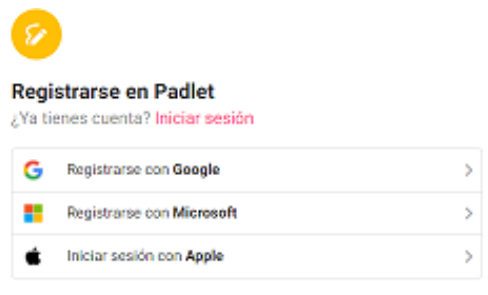 Registrarse en Padlet
¿Ya tienes cuenta? Iniciar sesión
Registrarse con Google
Registrarse con Microsoft
Iniciar sesión con Apple